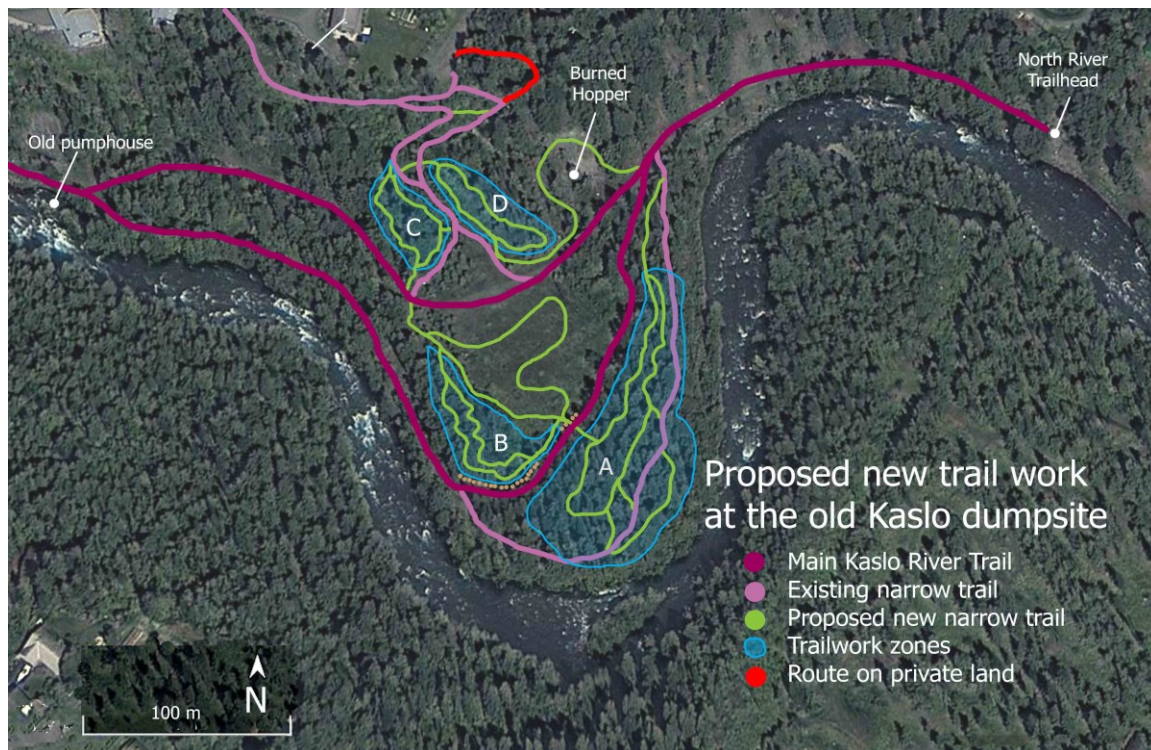 North River
Trailhead
Burned
Hopper
Old pumphouse
D
C
B
A
Proposed new trail work
at the old Kaslo dumpsite
Main Kaslo River Trail
Existing narrow trail
Proposed new narrow trail
Trailwork zones
Route on private land
N
100 m